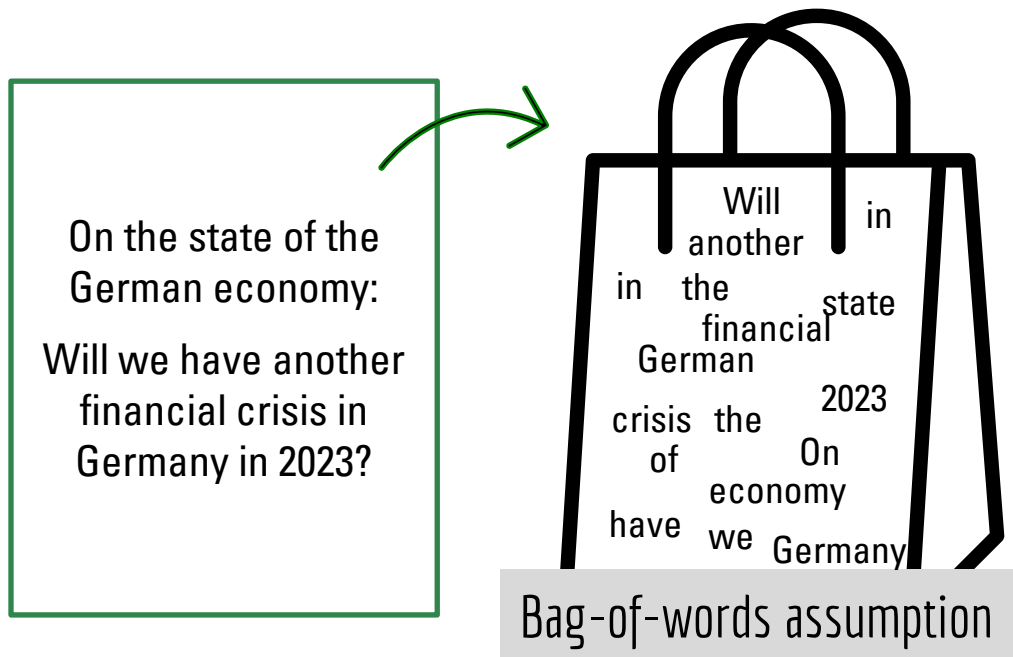 On the state of the
German economy:
Will we have another
financial crisis in
Germany in 2023?
Will
in
another
in the
state
financial
German
2023
crisis the
On
of
economy
have we
Germany
Bag-of-words assumption